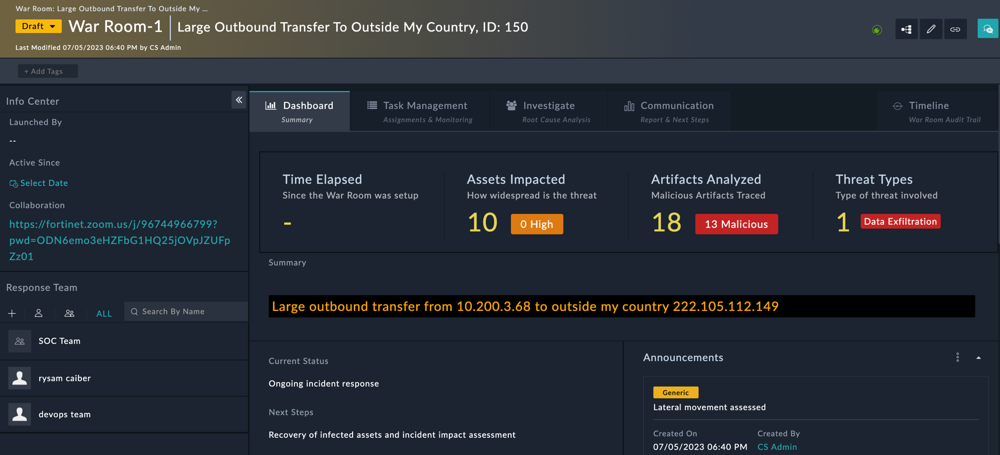 War Room: Large Outbound Transfer To Outside My ...
Draft
War Room-1
Large Outbound Transfer To Outside My Country, ID: 150
Last Modified 07/05/2023 06:40 PM by CS Admin
+ Add Tags
Info Center
Launched By
--
Active Since
Select Date
Collaboration
https://fortinet.zoom.us/j/96744966799?
pwd=ODN6emo3eHZFbG1HQ25jOVpJZUFp
Zz01
Response Team
ALL
Search By Name
SOC Team
rysam caiber
devops team
Dashboard
Summary
Task Management
Assignments & Monitoring
Investigate
Root Cause Analysis
Communication
Report & Next Steps
Timeline
War Room Audit Trail
Time Elapsed
Since the War Room was setup
-
Assets Impacted
How widespread is the threat
10
0 High
Artifacts Analyzed
Malicious Artifacts Traced
18
13 Malicious
Threat Types
Type of threat involved
1
Data Exfiltration
Summary
Large outbound transfer from 10.200.3.68 to outside my country 222.105.112.149
Current Status
Ongoing incident response
Next Steps
Recovery of infected assets and incident impact assessment
Announcements
Generic
Lateral movement assessed
Created On
07/05/2023 06:40 PM
Created By
CS Admin